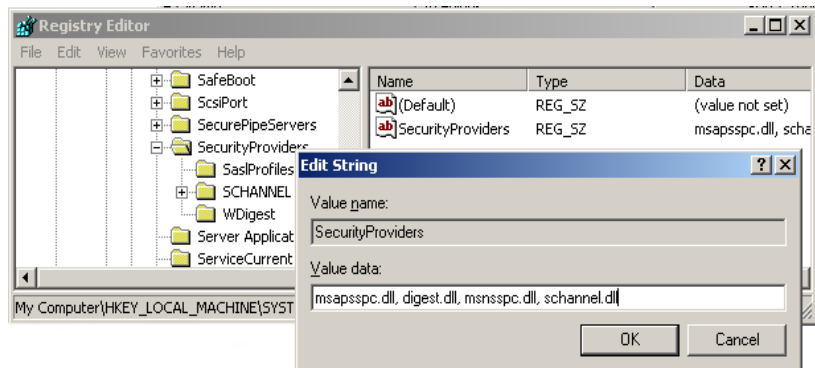 Registry Editor
File Edit View Favorites Help
SafeBoot
ScsiPort
SecurePipeServers
SecurityProviders
SaslProfiles
SCHANNEL
WDigest
Server Applicat
ServiceCurrent
Name Type Data
(Default) REG_SZ (value not set)
SecurityProviders REG_SZ msapsspc.dll, scha
My Computer\HKEY_LOCAL_MACHINE\SYST
Edit String
Value name:
SecurityProviders
Value data:
msapsspc.dll, digest.dll, msnsspc.dll, schannel.dll
OK Cancel